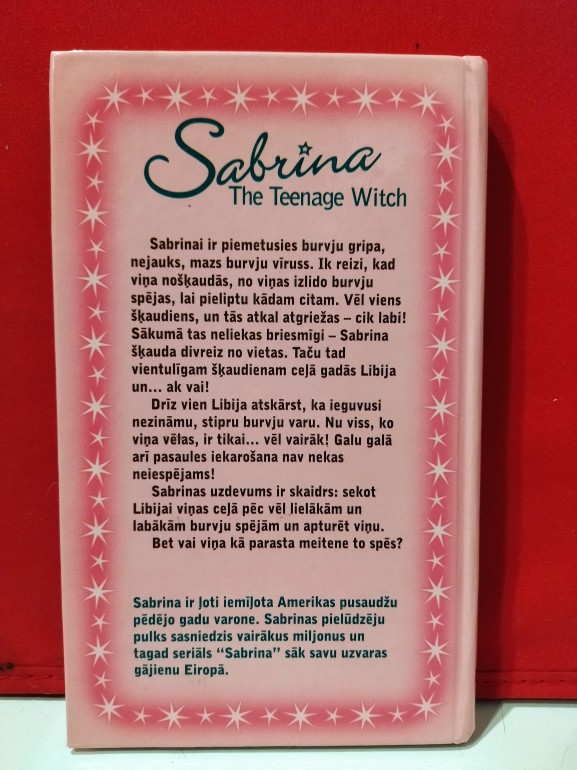 Sabrina
The Teenage Witch
Sabrinai ir piemetusies burvju gripa,
nejauks, mazs burvju vīruss. Ik reizi, kad
viņa nošķaudās, no viņas izlido burvju
spējas, lai pieliptu kādam citam. Vēl viens
šķaudiens, un tās atkal atgriežas – cik labi!
Sākumā tas neliekas briesmīgi – Sabrina
šķauda divreiz no vietas. Taču tad
vientulīgam šķaudienam ceļā gadās Libija
un... ak vai!
Drīz vien Libija atskārst, ka ieguvusi
nezināmu, stipru burvju varu. Nu viss, ko
viņa vēlas, ir tikai... vēl vairāk! Galu galā
arī pasaules iekarošana nav nekas
neiespējams!
Sabrinas uzdevums ir skaidrs: sekot
Libijai viņas ceļā pēc vēl lielākām un
labākām burvju spējām un apturēt viņu.
Bet vai viņa kā parasta meitene to spēs?
Sabrina ir ļoti iemīļota Amerikas pusaudžu
pēdējo gadu varone. Sabrinas pielūdzēju
pulks sasniedzis vairākus miljonus un
tagad seriāls "Sabrina" sāk savu uzvaras
gājienu Eiropā.